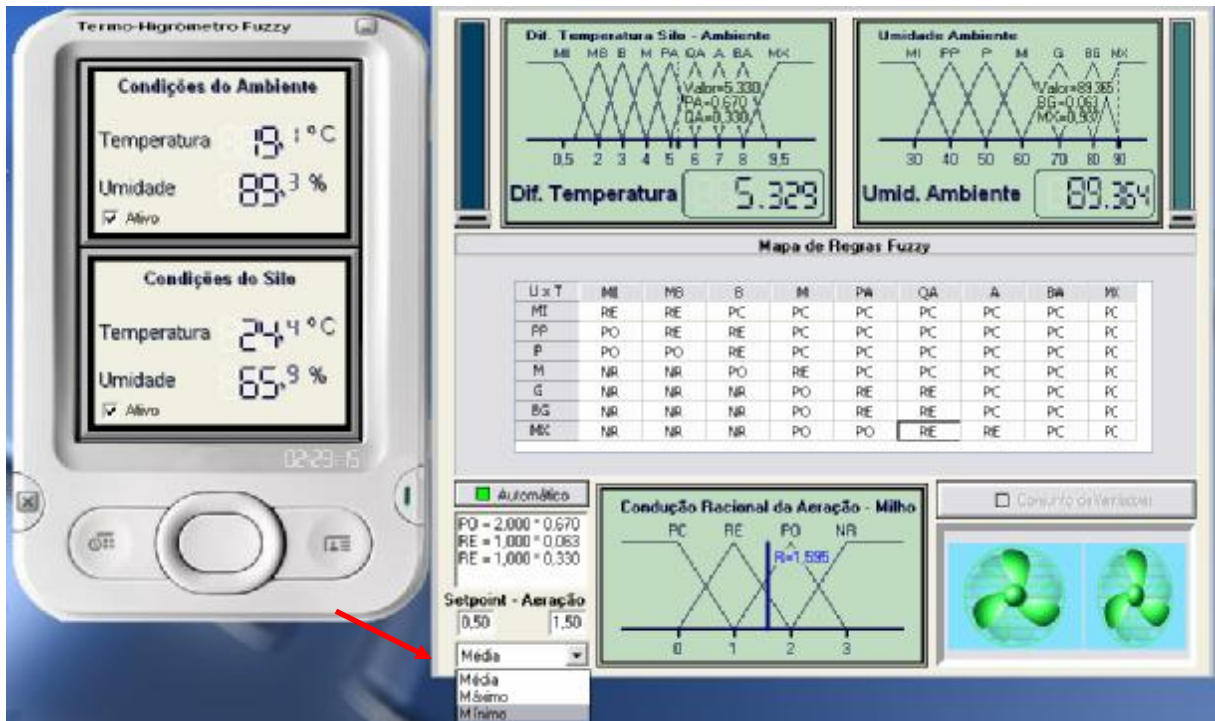 Termo-Higrometro Fuzzy
Condições do Ambiente
Temperatura 19,1 °C
Umidade 89,3 %
Ativo
Condições do Silo
Temperatura 24,4 °C
Umidade 65,9 %
Ativo
Dif. Temperatura Silo - Ambiente
MI MB B M PA QA A BA MX
Valor=5.330
PA=0,670
QA=0,330
0,5 2 3 4 5 6 7 8 9,5
Dif. Temperatura 5.329
Umidade Ambiente
MI PP P M G BG MX
Valor=89.365
BG=0,063
MX=0,937
30 40 50 60 70 80 90
Umid. Ambiente 89.364
Mapa de Regras Fuzzy
U x T MI MB B M PA QA A BA MX
MI RE RE PC PC PC PC PC PC PC
PP PO RE RE PC PC PC PC PC PC
P PO PO RE PC PC PC PC PC PC
M NR NR PO RE PC PC PC PC PC
G NR NR NR PO RE RE PC PC PC
BG NR NR NR PO RE RE PC PC PC
MX NR NR NR PO PO RE RE PC PC
Automático
PO = 2,000 * 0,670
RE = 1,000 * 0,063
RE = 1,000 * 0,330
Setpoint - Aeração
0,50 1,50
Média
Média
Máximo
Mínimo
Condução Racional da Aeração - Milho
PC RE PO NR
R=1,595
0 1 2 3